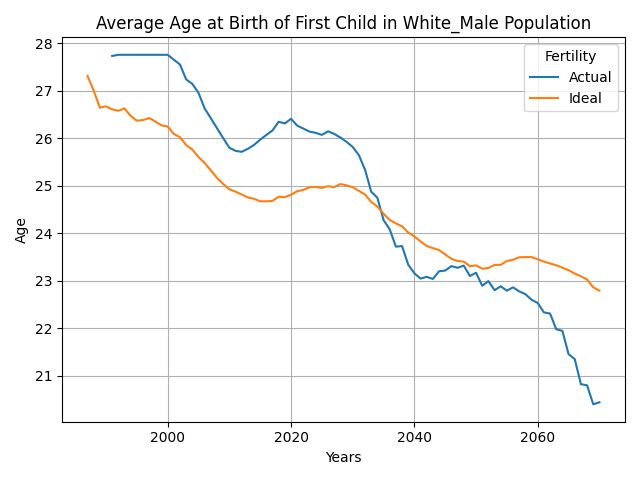 Average Age at Birth of First Child in White_Male Population
Fertility
Actual
Ideal
Age
28
27
26
25
24
23
22
21
2000
2020
2040
2060
Years